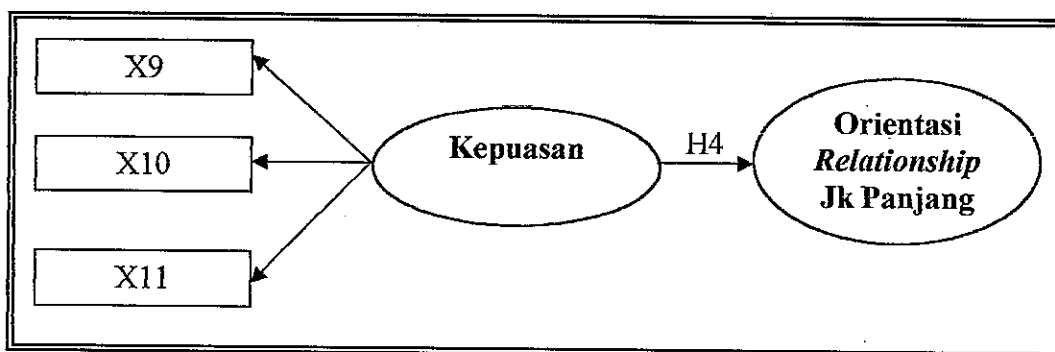 X9
X10
X11
Kepuasan
H4
Orientasi
Relationship
Jk Panjang